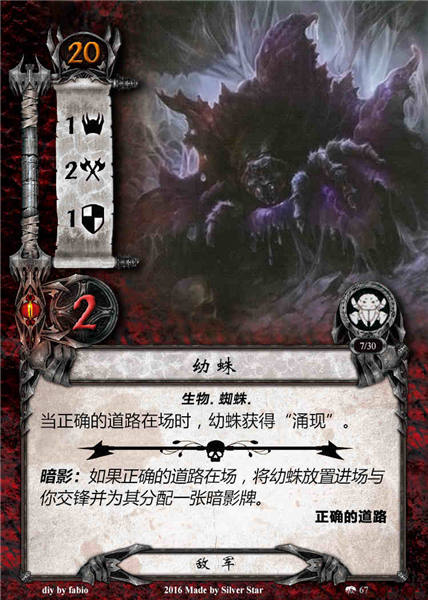 20
1
2
1
2
7/30
幼蛛
生物. 蜘蛛.
当正确的道路在场时，幼蛛获得“涌现”。
暗影：如果正确的道路在场，将幼蛛放置进场与
你交锋并为其分配一张暗影牌。
正确的道路
敌军
diy by fabio
2016 Made by Silver Star
67